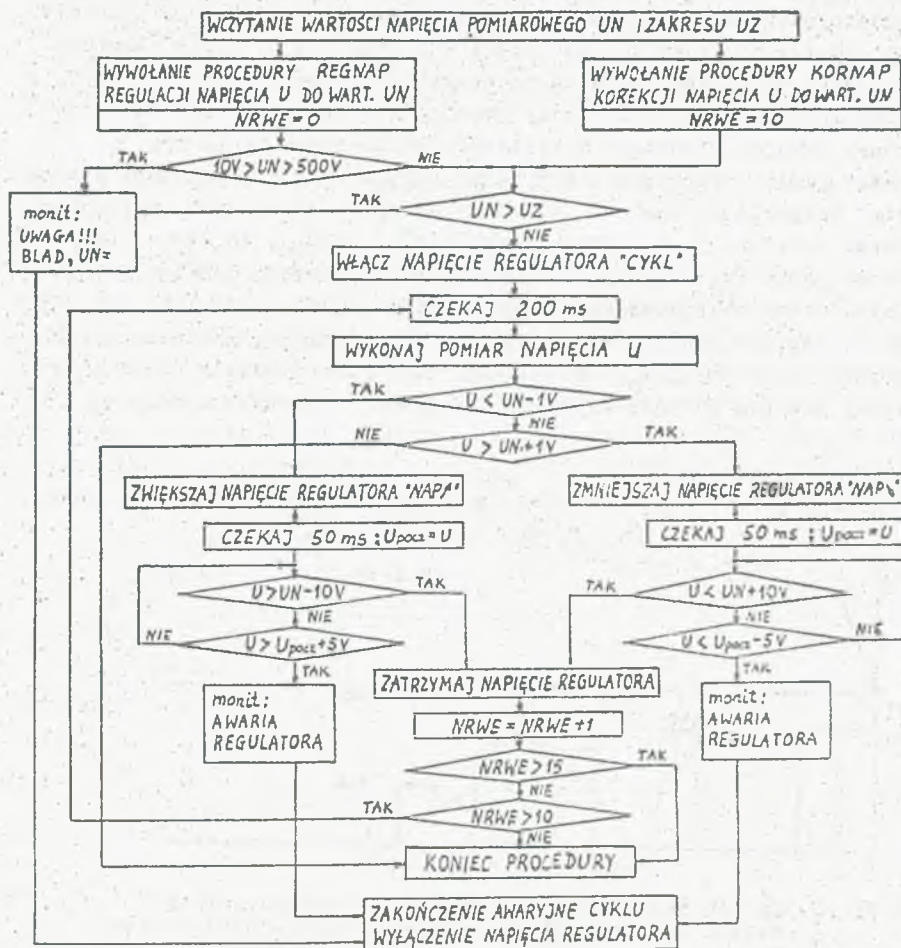 WCZYTANIE WARTOŚCI NAPIĘCIA POMIAROWEGO UN I ZAKRESU UZ
WYWOŁANIE PROCEDURY REGNAP
REGULACJI NAPIĘCIA U DO WART. UN
NRWE = 0
WYWOŁANIE PROCEDURY KORNAP
KOREKCJI NAPIĘCIA U DO WART. UN
NRWE = 10
TAK
10V > UN > 500V
NIE
monit:
UWAGA!!!
BLAD, UN=
TAK
UN > UZ
NIE
WŁĄCZ NAPIĘCIE REGULATORA "CYKL"
CZEKAJ 200 ms
WYKONAJ POMIAR NAPIĘCIA U
TAK
U < UN-1V
NIE
NIE
U > UN+1V
TAK
ZWIĘKSZAJ NAPIĘCIE REGULATORA "NAP↗"
ZMNIEJSZAJ NAPIĘCIE REGULATORA "NAP↘"
CZEKAJ 50 ms ; Upocz = U
CZEKAJ 50 ms ; Upocz = U
U > UN-10V
TAK
NIE
TAK
U < UN+10V
NIE
NIE
U > Upocz+5V
TAK
U < Upocz-5V
NIE
TAK
monit:
AWARIA
REGULATORA
ZATRZYMAJ NAPIĘCIE REGULATORA
monit:
AWARIA
REGULATORA
NRWE = NRWE +1
NRWE > 15
TAK
NIE
TAK
NRWE > 10
NIE
KONIEC PROCEDURY
ZAKOŃCZENIE AWARYJNE CYKLU
WYŁĄCZENIE NAPIĘCIA REGULATORA